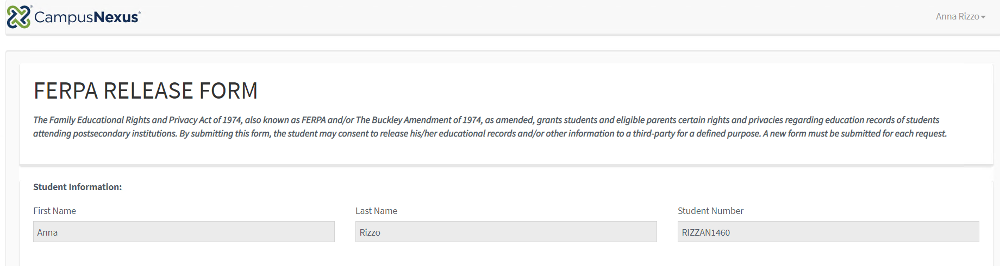 CampusNexus®
Anna Rizzo
FERPA RELEASE FORM
The Family Educational Rights and Privacy Act of 1974, also known as FERPA and/or The Buckley Amendment of 1974, as amended, grants students and eligible parents certain rights and privacies regarding education records of students
attending postsecondary institutions. By submitting this form, the student may consent to release his/her educational records and/or other information to a third-party for a defined purpose. A new form must be submitted for each request.
Student Information:
First Name Last Name Student Number
Anna Rizzo RIZZAN1460